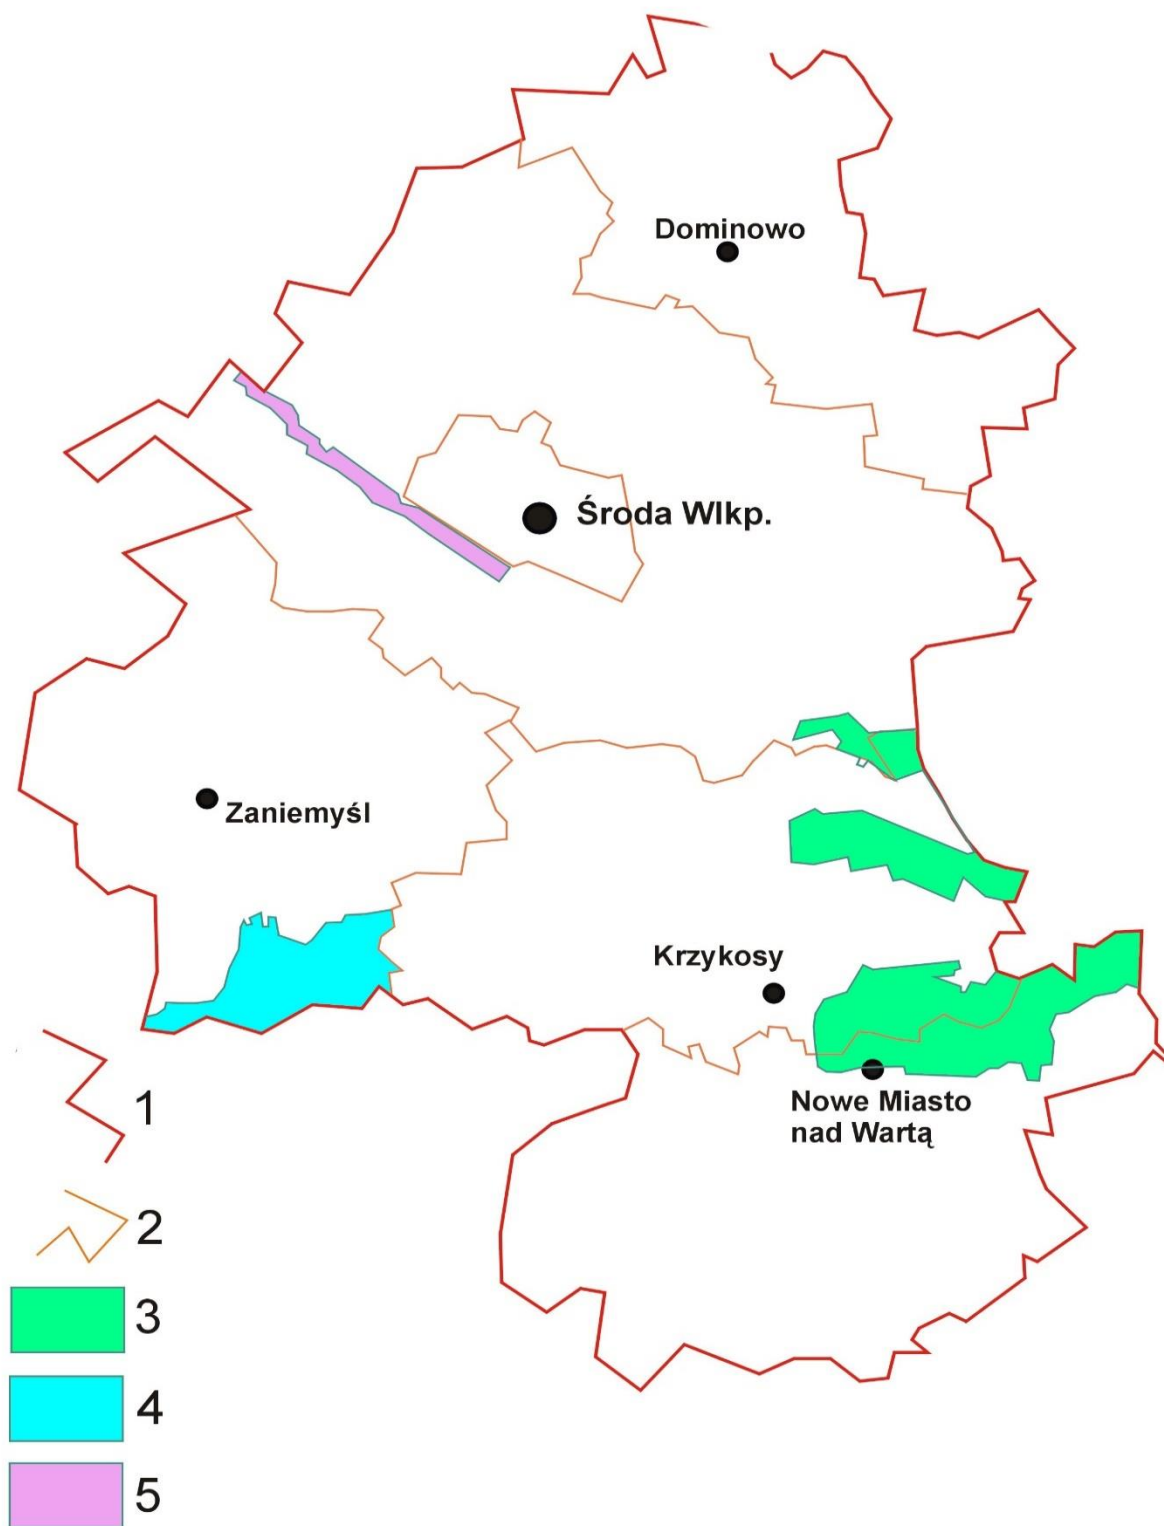 Dominowo
Środa Wlkp.
Zaniemyśl
Krzykosy
Nowe Miasto
nad Wartą
1
2
3
4
5